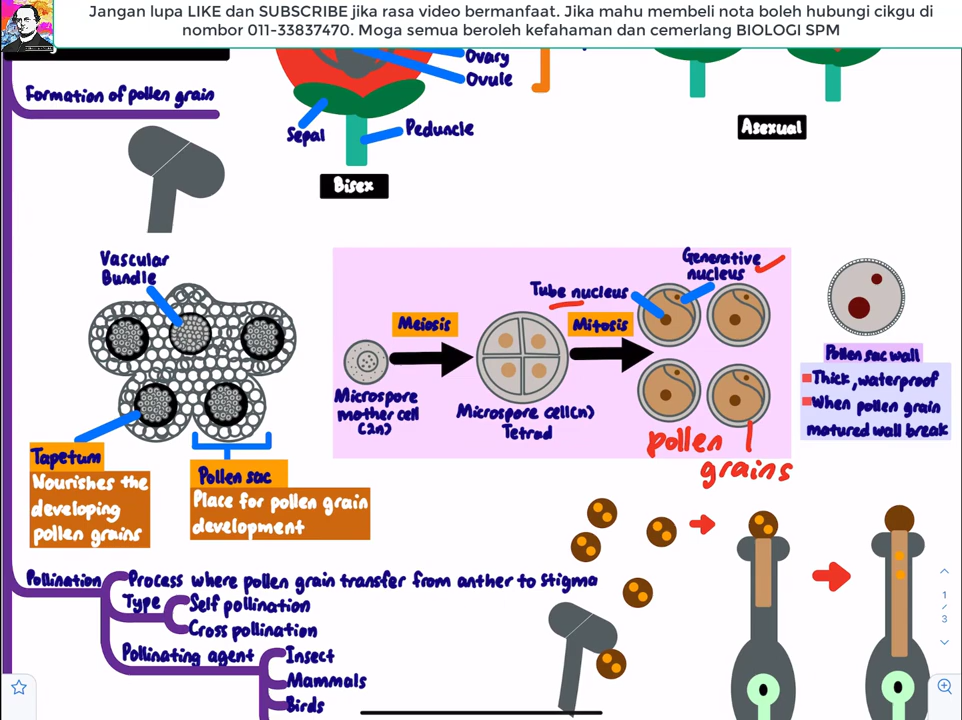 Jangan lupa LIKE dan SUBSCRIBE jika rasa video bermanfaat. Jika mahu membeli nota boleh hubungi cikgu di
nombor 011-33837470. Moga semua beroleh kefahaman dan cemerlang BIOLOGI SPM
Ovary
Ovule
Formation of pollen grain
Sepal
Peduncle
Bisex
Asexual
Vascular
Bundle
Tapetum
Nourishes the
developing
pollen grains
Pollen sac
Place for pollen grain
development
Meiosis
Microspore
mother cell
(2n)
Microspore cell(n)
Tetrad
Mitosis
Tube nucleus
Generative
nucleus
pollen
grains
Pollen sac wall
Thick, waterproof
When pollen grain
matured wall break
Pollination
Process where pollen grain transfer from anther to stigma
Type
Self pollination
Cross pollination
Pollinating agent
Insect
Mammals
Birds
1
/
3